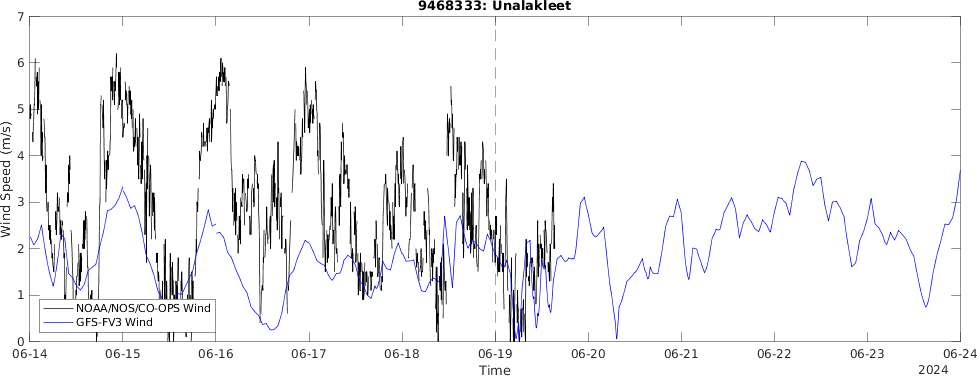 9468333: Unalakleet
7
6
5
4
3
2
1
0
Wind Speed (m/s)
NOAA/NOS/CO-OPS Wind
GFS-FV3 Wind
06-14 06-15 06-16 06-17 06-18 06-19 06-20 06-21 06-22 06-23 06-24
Time
2024